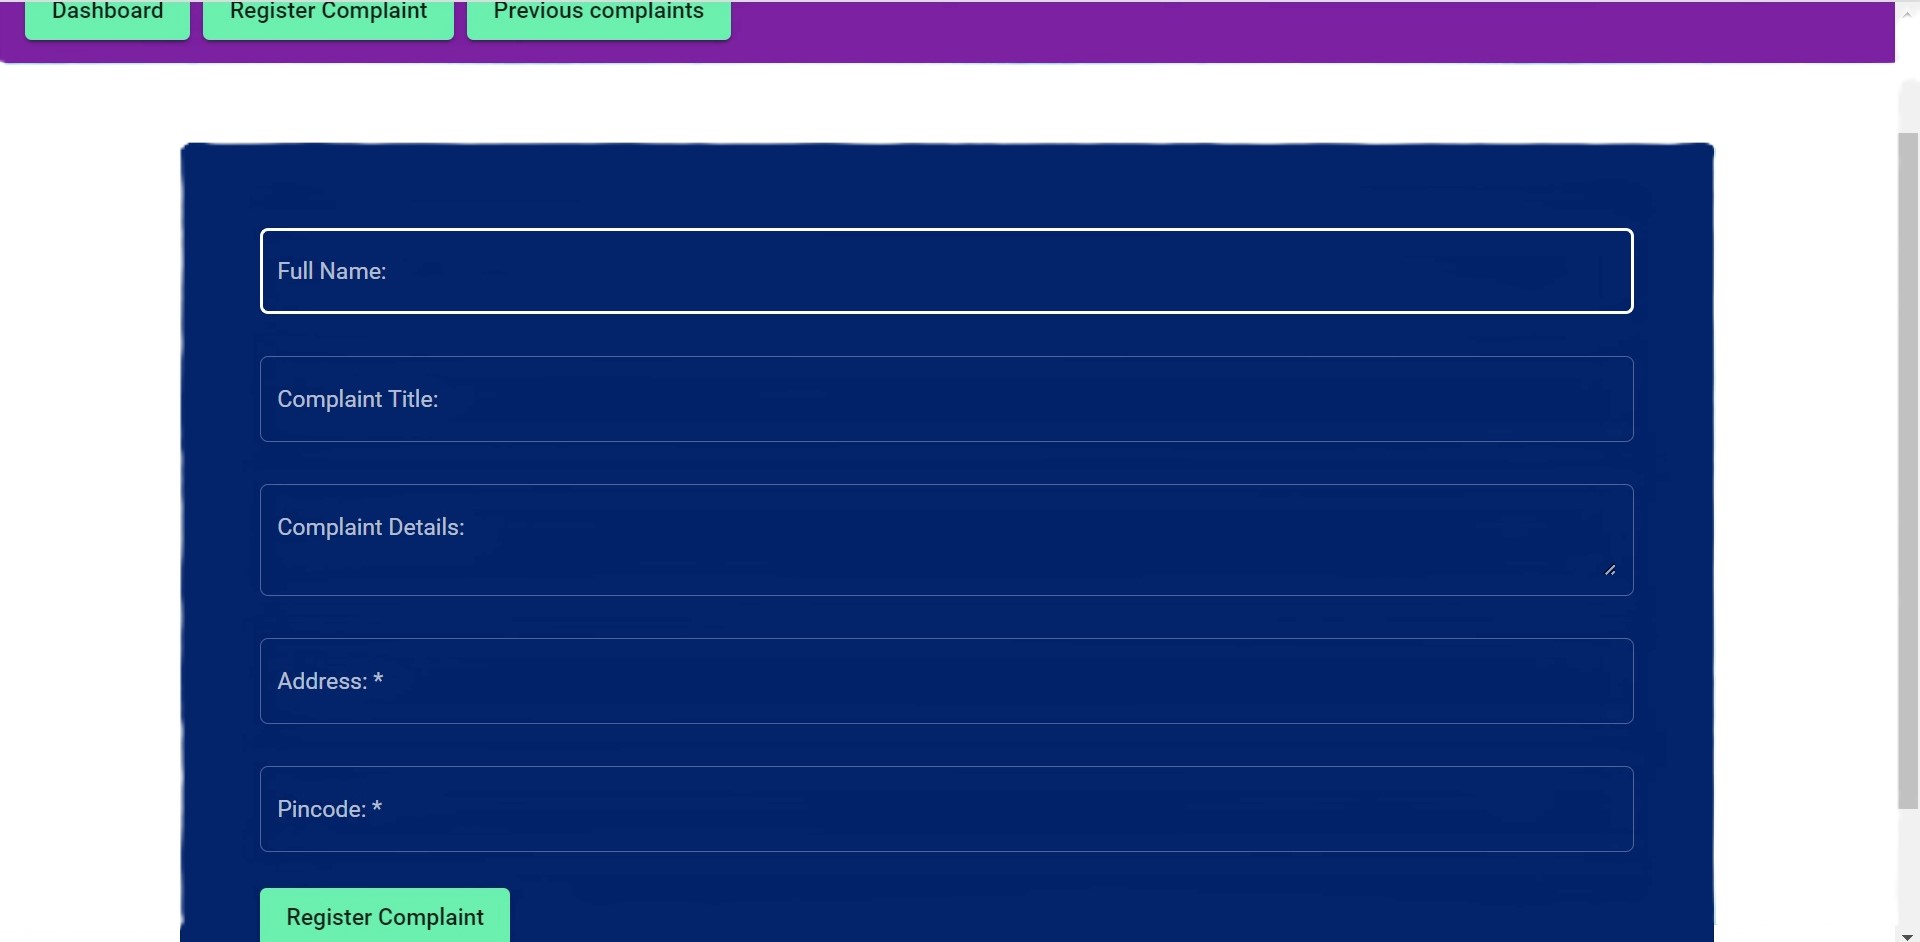 Dashboard Register Complaint Previous complaints
Full Name:
Complaint Title:
Complaint Details:
Address: *
Pincode: *
Register Complaint